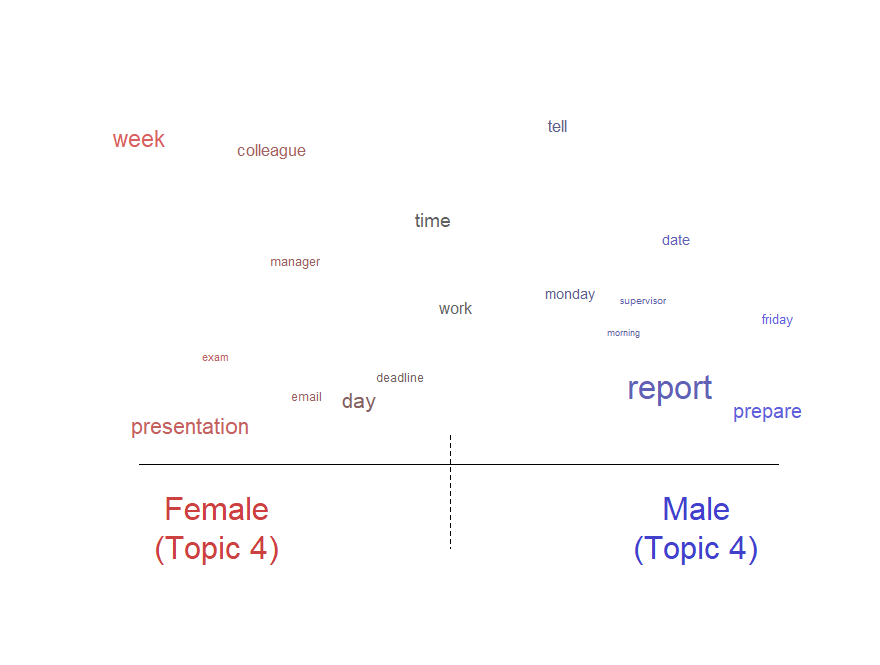 tell
week
colleague
time
date
manager
monday
supervisor
work
friday
morning
exam
deadline
report
email
day
prepare
presentation
Female
(Topic 4)
Male
(Topic 4)